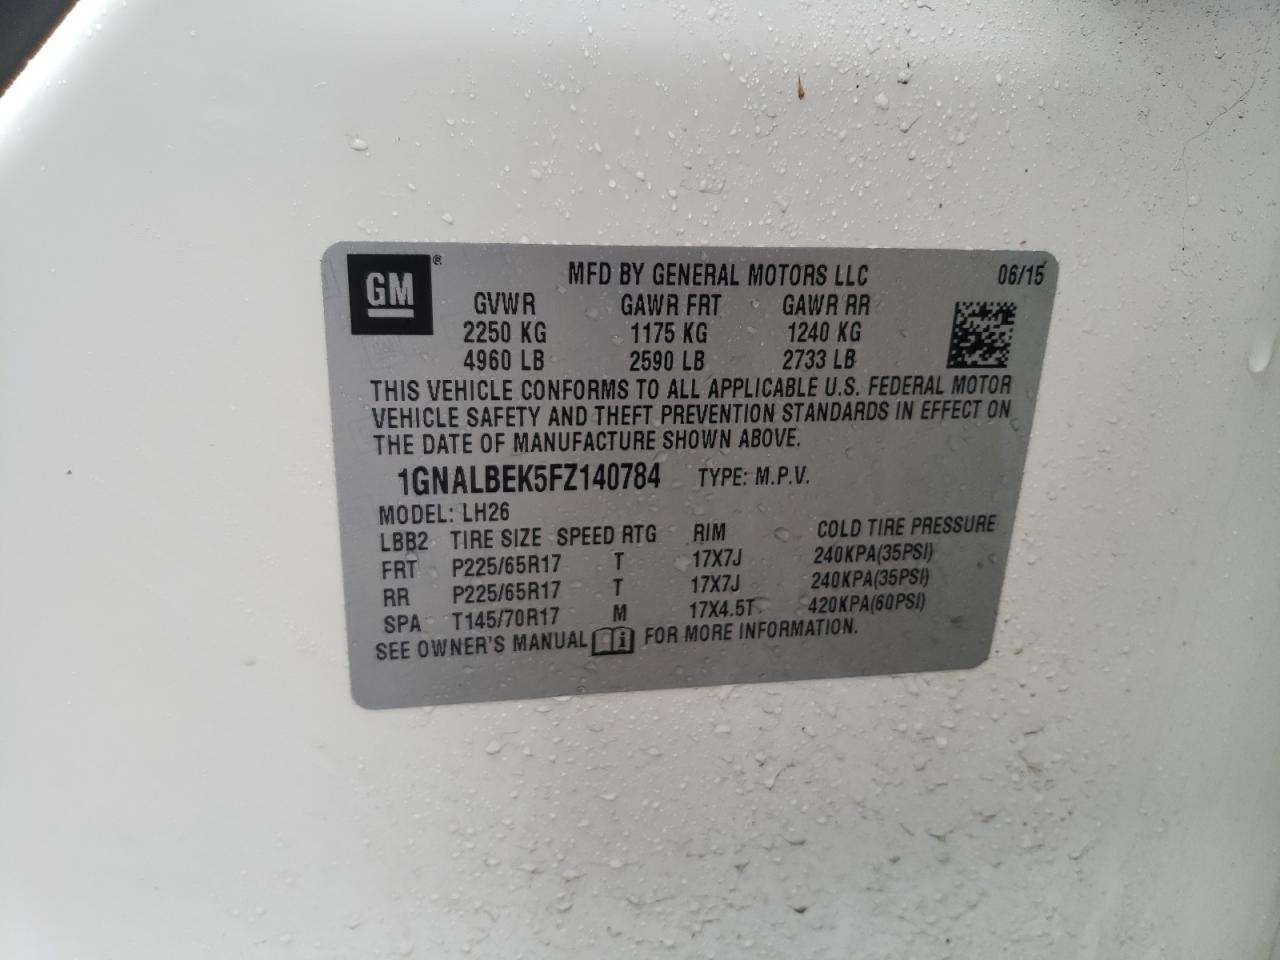 GM ® MFD BY GENERAL MOTORS LLC 06/15
GVWR GAWR FRT GAWR RR
2250 KG 1175 KG 1240 KG
4960 LB 2590 LB 2733 LB
THIS VEHICLE CONFORMS TO ALL APPLICABLE U.S. FEDERAL MOTOR
VEHICLE SAFETY AND THEFT PREVENTION STANDARDS IN EFFECT ON
THE DATE OF MANUFACTURE SHOWN ABOVE.
1GNALBEK5FZ140784 TYPE: M.P.V.
MODEL: LH26
LBB2 TIRE SIZE SPEED RTG RIM COLD TIRE PRESSURE
FRT P225/65R17 T 17X7J 240KPA(35PSI)
RR P225/65R17 T 17X7J 240KPA(35PSI)
SPA T145/70R17 M 17X4.5T 420KPA(60PSI)
SEE OWNER'S MANUAL i FOR MORE INFORMATION.